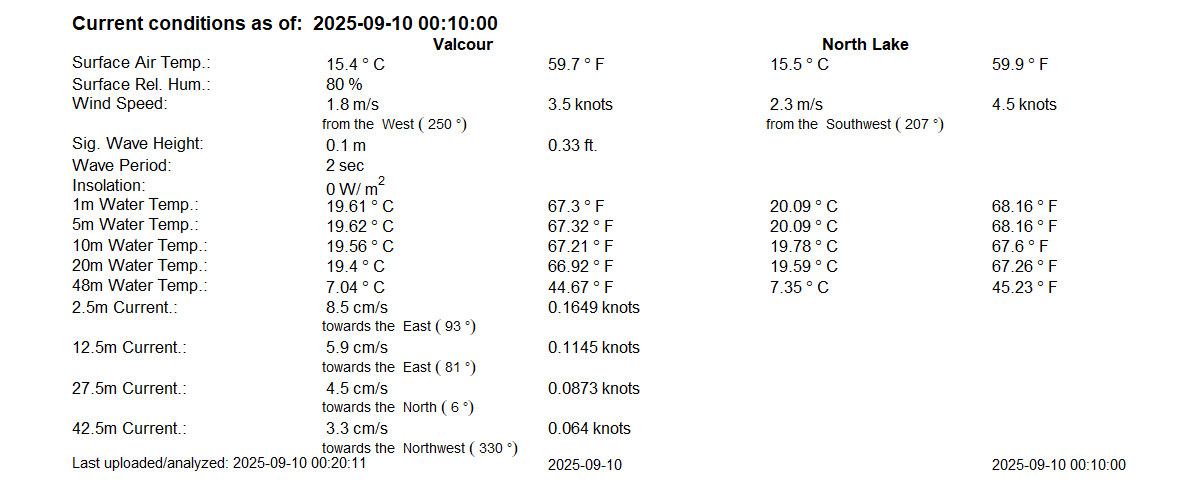 Current conditions as of: 2025-09-10 00:10:00
Valcour North Lake
Surface Air Temp.: 15.4 ° C 59.7 ° F 15.5 ° C 59.9 ° F
Surface Rel. Hum.: 80 %
Wind Speed: 1.8 m/s 3.5 knots 2.3 m/s 4.5 knots
from the West ( 250 °) from the Southwest ( 207 °)
Sig. Wave Height: 0.1 m 0.33 ft.
Wave Period: 2 sec
Insolation: 0 W/ m2
1m Water Temp.: 19.61 ° C 67.3 ° F 20.09 ° C 68.16 ° F
5m Water Temp.: 19.62 ° C 67.32 ° F 20.09 ° C 68.16 ° F
10m Water Temp.: 19.56 ° C 67.21 ° F 19.78 ° C 67.6 ° F
20m Water Temp.: 19.4 ° C 66.92 ° F 19.59 ° C 67.26 ° F
48m Water Temp.: 7.04 ° C 44.67 ° F 7.35 ° C 45.23 ° F
2.5m Current.: 8.5 cm/s 0.1649 knots
towards the East ( 93 °)
12.5m Current.: 5.9 cm/s 0.1145 knots
towards the East ( 81 °)
27.5m Current.: 4.5 cm/s 0.0873 knots
towards the North ( 6 °)
42.5m Current.: 3.3 cm/s 0.064 knots
towards the Northwest ( 330 °)
Last uploaded/analyzed: 2025-09-10 00:20:11 2025-09-10 2025-09-10 00:10:00